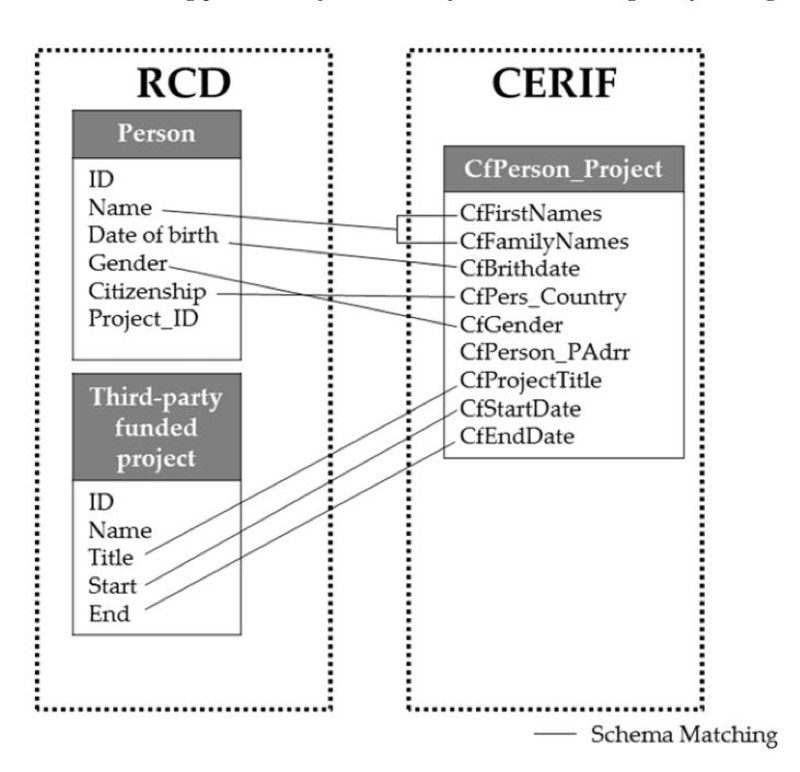 RCD
Person
ID
Name
Date of birth
Gender
Citizenship
Project_ID
Third-party
funded
project
ID
Name
Title
Start
End
CERIF
CfPerson_Project
CfFirstNames
CfFamilyNames
CfBrithdate
CfPers_Country
CfGender
CfPerson_PAdrr
CfProjectTitle
CfStartDate
CfEndDate
Schema Matching